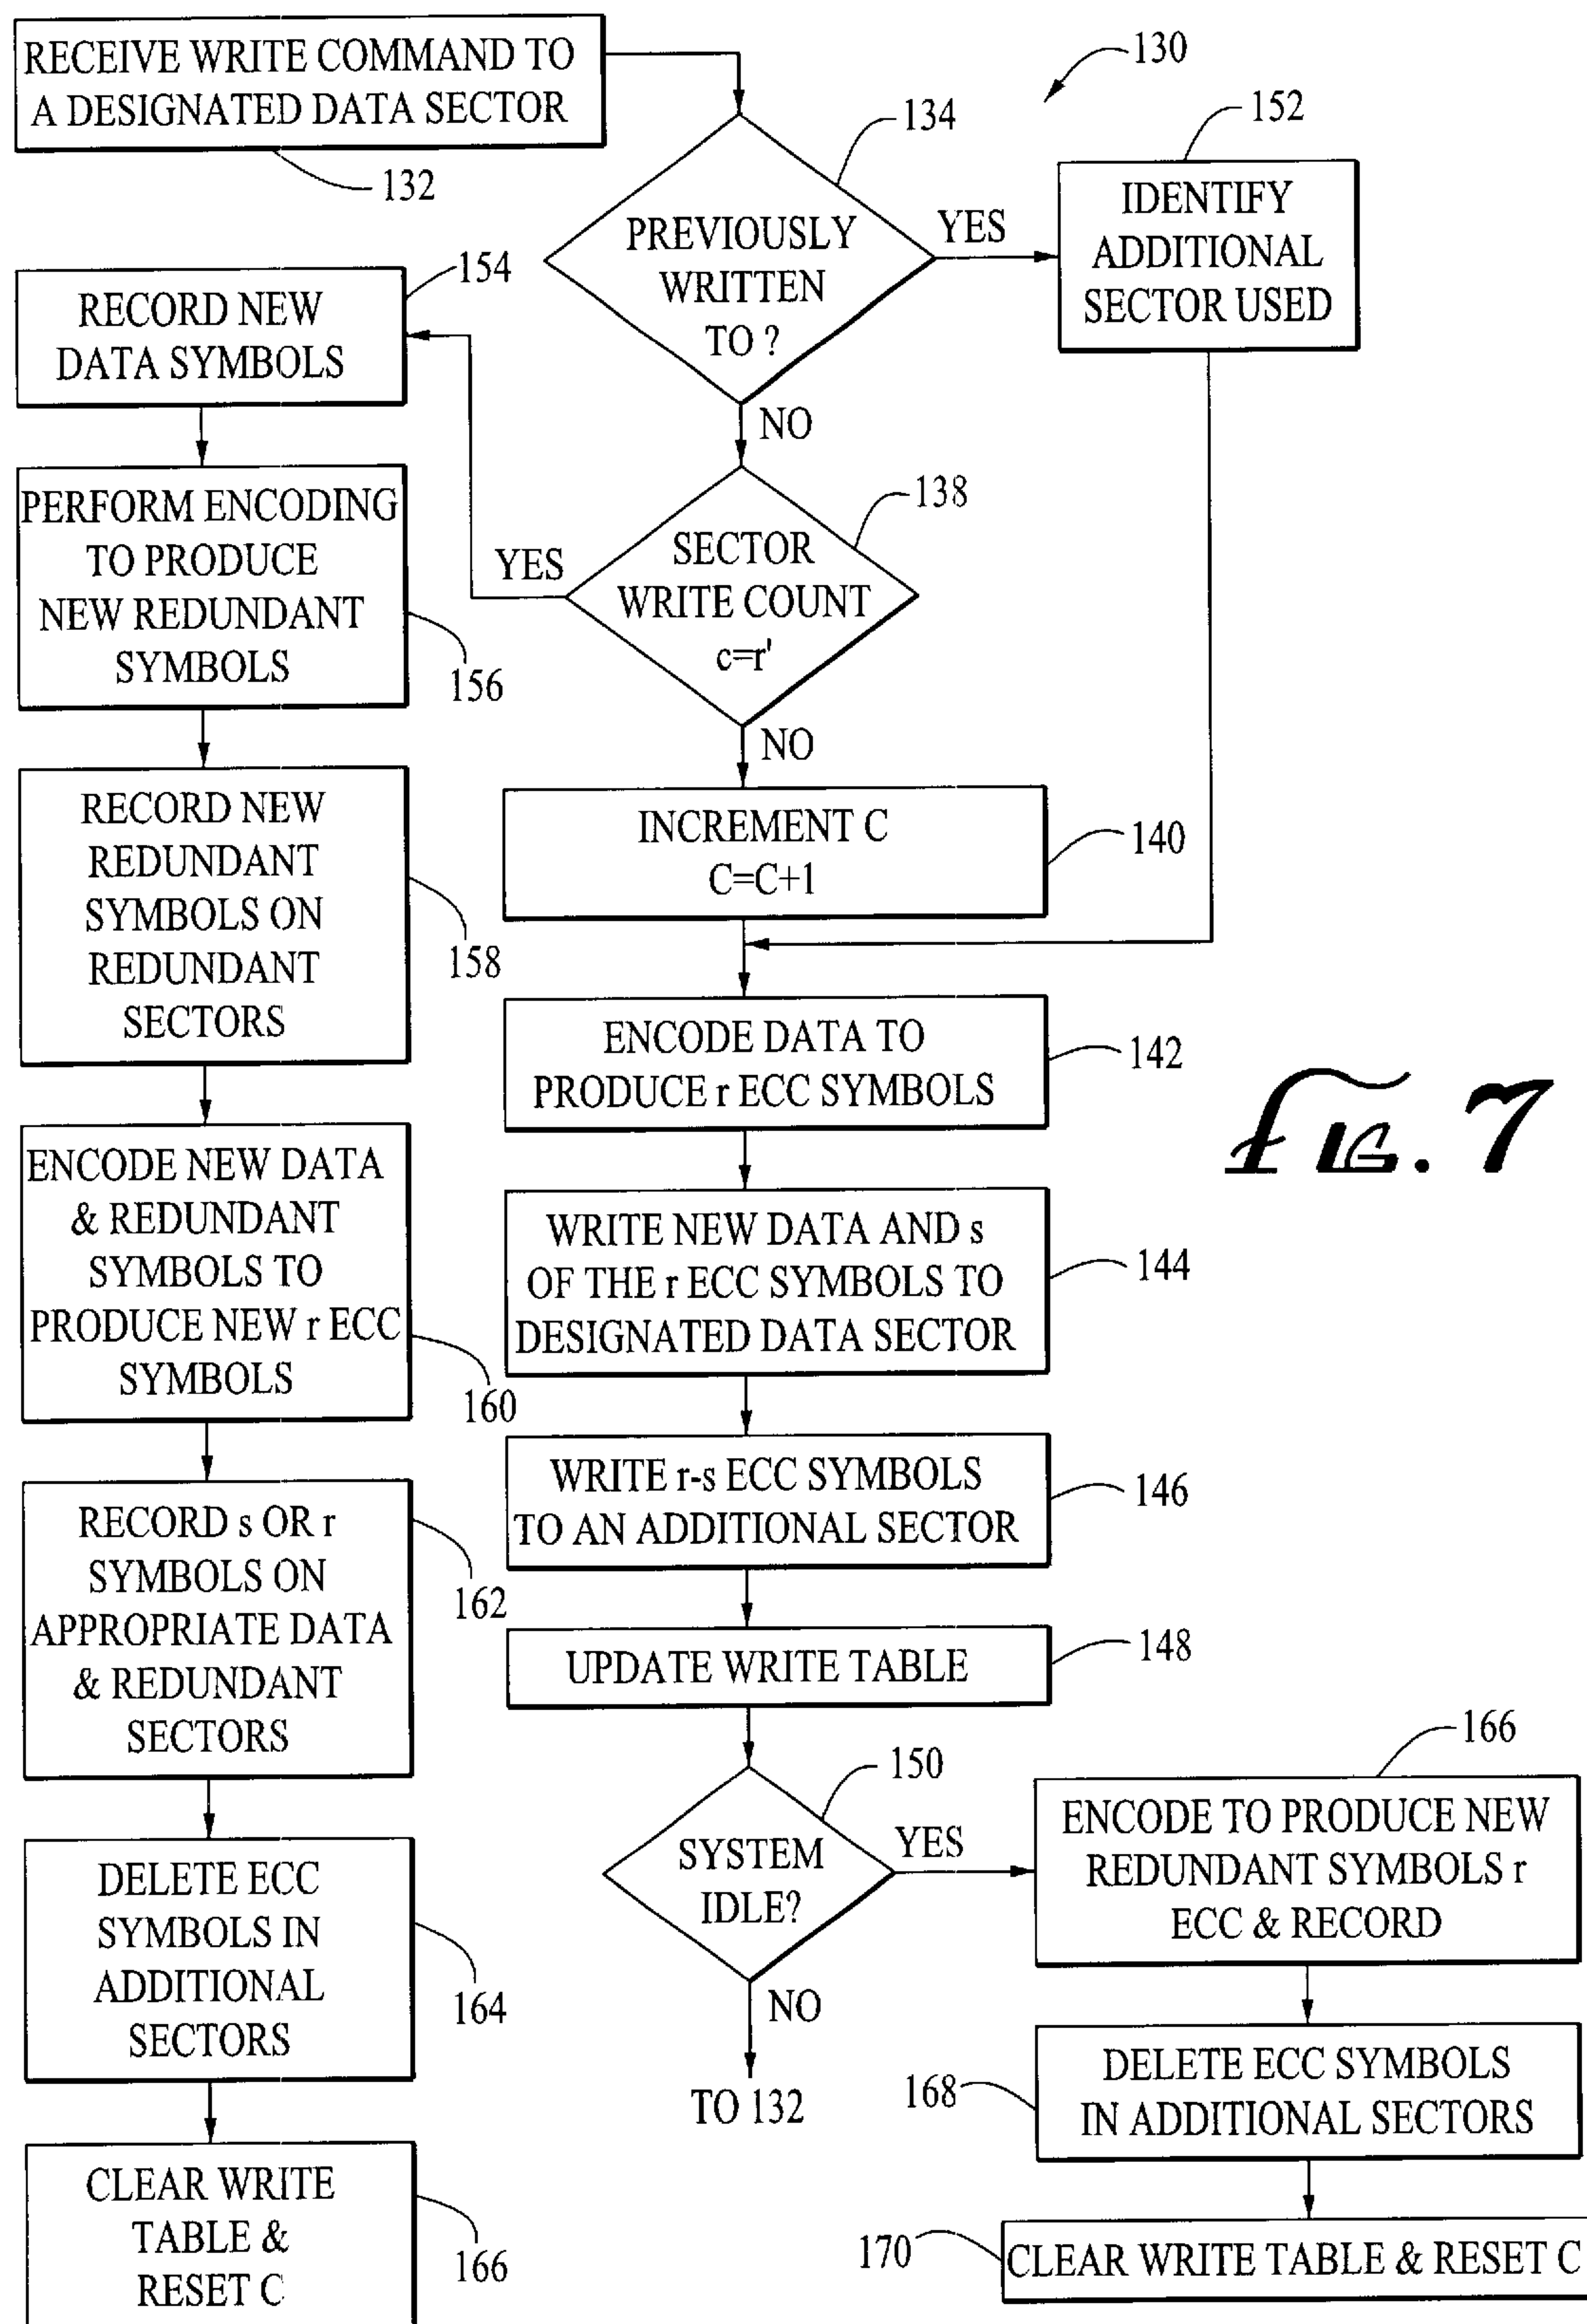 RECEIVE WRITE COMMAND TO
A DESIGNATED DATA SECTOR
132
130
134
PREVIOUSLY
WRITTEN
TO ?
YES
NO
152
IDENTIFY
ADDITIONAL
SECTOR USED
138
SECTOR
WRITE COUNT
c=r'
YES
NO
154
RECORD NEW
DATA SYMBOLS
PERFORM ENCODING
TO PRODUCE
NEW REDUNDANT
SYMBOLS
156
RECORD NEW
REDUNDANT
SYMBOLS ON
REDUNDANT
SECTORS
158
ENCODE NEW DATA
& REDUNDANT
SYMBOLS TO
PRODUCE NEW r ECC
SYMBOLS
160
RECORD s OR r
SYMBOLS ON
APPROPRIATE DATA
& REDUNDANT
SECTORS
162
DELETE ECC
SYMBOLS IN
ADDITIONAL
SECTORS
164
CLEAR WRITE
TABLE &
RESET C
166
INCREMENT C
C=C+1
140
ENCODE DATA TO
PRODUCE r ECC SYMBOLS
142
WRITE NEW DATA AND s
OF THE r ECC SYMBOLS TO
DESIGNATED DATA SECTOR
144
WRITE r-s ECC SYMBOLS
TO AN ADDITIONAL SECTOR
146
UPDATE WRITE TABLE
148
150
SYSTEM
IDLE?
YES
NO
TO 132
166
ENCODE TO PRODUCE NEW
REDUNDANT SYMBOLS r
ECC & RECORD
168
DELETE ECC SYMBOLS
IN ADDITIONAL SECTORS
170
CLEAR WRITE TABLE & RESET C
FIG. 7